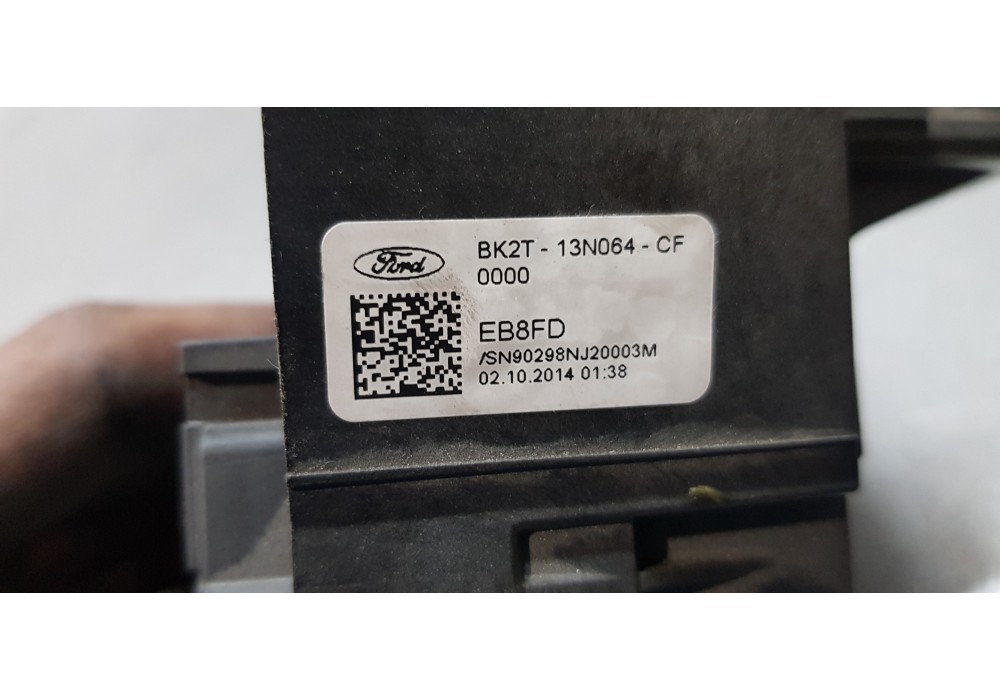 Ford
BK2T - 13N064 - CF
0000
EB8FD
/SN90298NJ20003M
02.10.2014 01:38